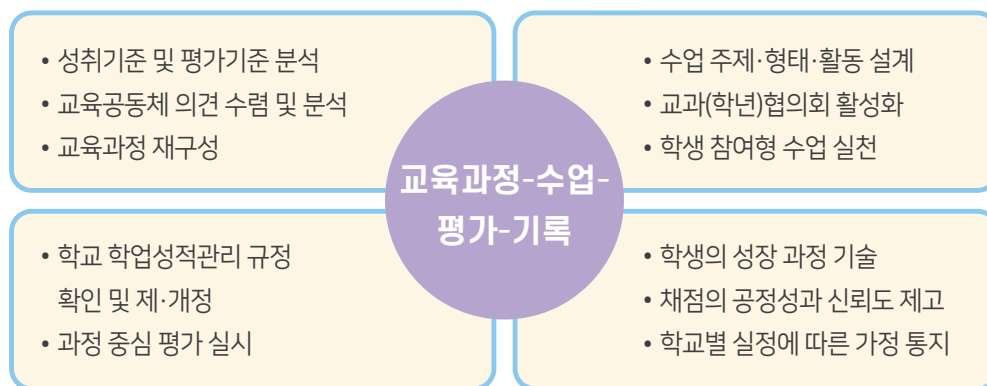 • 성취기준 및 평가기준 분석
• 교육공동체 의견 수렴 및 분석
• 교육과정 재구성
• 수업 주제·형태·활동 설계
• 교과(학년)협의회 활성화
• 학생 참여형 수업 실천
교육과정-수업-
평가-기록
• 학교 학업성적관리 규정
확인 및 제·개정
• 과정 중심 평가 실시
• 학생의 성장 과정 기술
• 채점의 공정성과 신뢰도 제고
• 학교별 실정에 따른 가정 통지